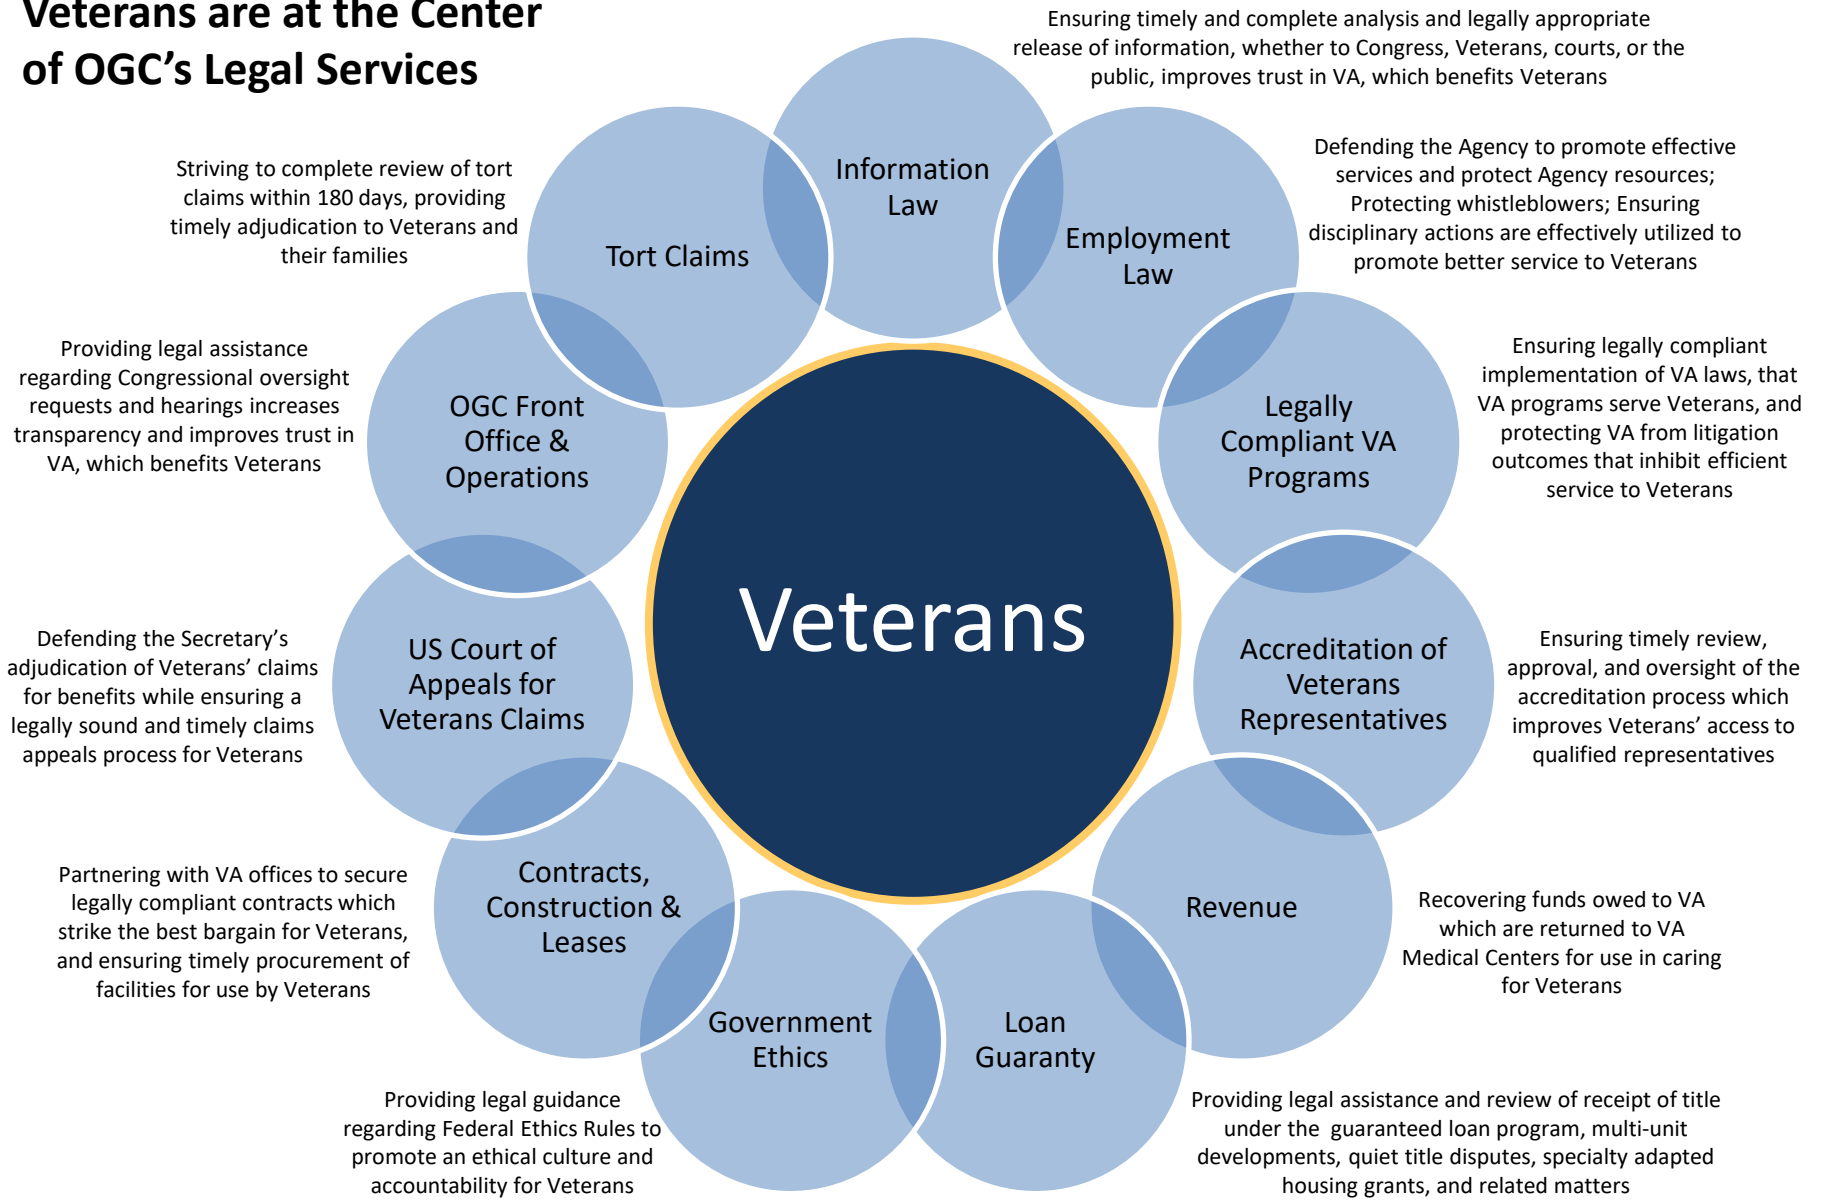 Veterans are at the Center
of OGC's Legal Services
Ensuring timely and complete analysis and legally appropriate
release of information, whether to Congress, Veterans, courts, or the
public, improves trust in VA, which benefits Veterans
Information
Law
Defending the Agency to promote effective
services and protect Agency resources;
Protecting whistleblowers; Ensuring
disciplinary actions are effectively utilized to
promote better service to Veterans
Employment
Law
Ensuring legally compliant
implementation of VA laws, that
VA programs serve Veterans, and
protecting VA from litigation
outcomes that inhibit efficient
service to Veterans
Legally
Compliant VA
Programs
Ensuring timely review,
approval, and oversight of the
accreditation process which
improves Veterans' access to
qualified representatives
Accreditation of
Veterans
Representatives
Recovering funds owed to VA
which are returned to VA
Medical Centers for use in caring
for Veterans
Revenue
Providing legal assistance and review of receipt of title
under the guaranteed loan program, multi-unit
developments, quiet title disputes, specialty adapted
housing grants, and related matters
Loan
Guaranty
Providing legal guidance
regarding Federal Ethics Rules to
promote an ethical culture and
accountability for Veterans
Government
Ethics
Partnering with VA offices to secure
legally compliant contracts which
strike the best bargain for Veterans,
and ensuring timely procurement of
facilities for use by Veterans
Contracts,
Construction &
Leases
Defending the Secretary's
adjudication of Veterans' claims
for benefits while ensuring a
legally sound and timely claims
appeals process for Veterans
US Court of
Appeals for
Veterans Claims
Providing legal assistance
regarding Congressional oversight
requests and hearings increases
transparency and improves trust in
VA, which benefits Veterans
OGC Front
Office &
Operations
Striving to complete review of tort
claims within 180 days, providing
timely adjudication to Veterans and
their families
Tort Claims
Veterans